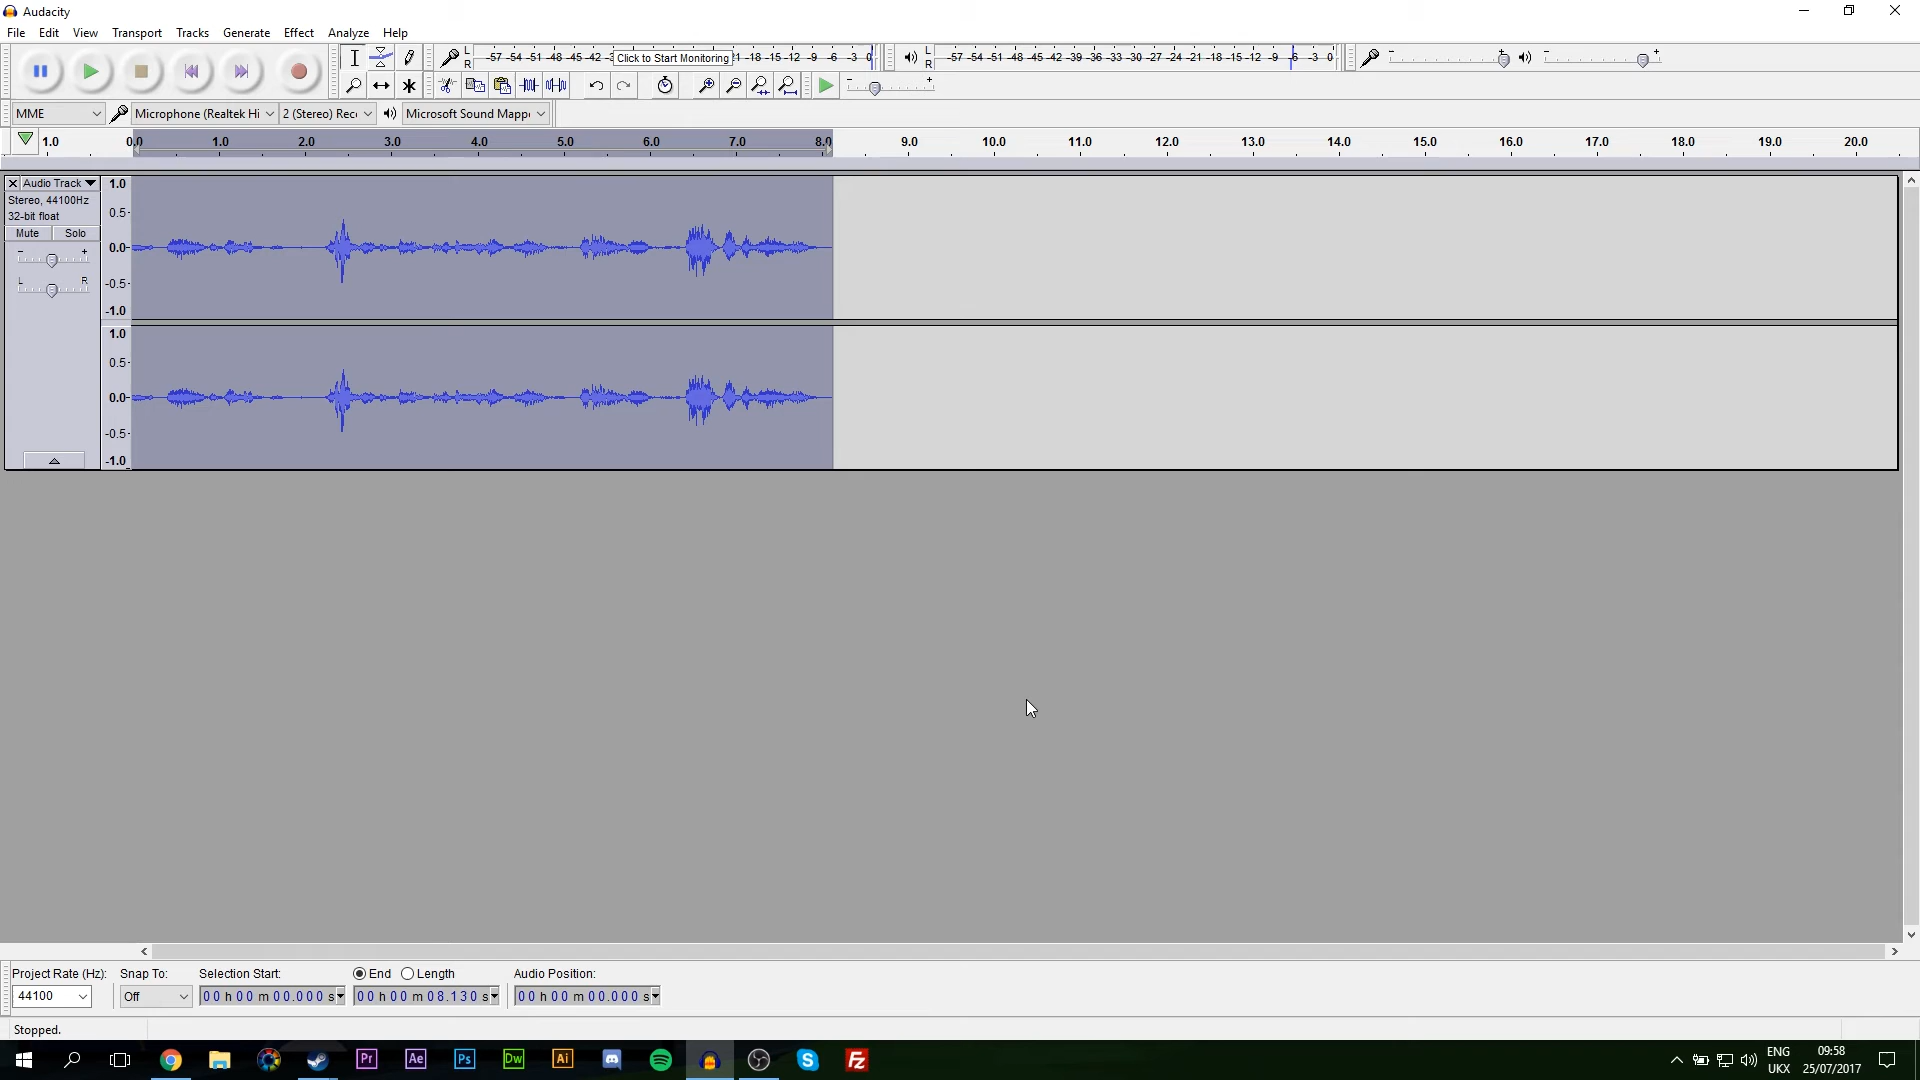 Audacity
File Edit View Transport Tracks Generate Effect Analyze Help
L
R
-57 -54 -51 -48 -45 -42 Click to Start Monitoring -18 -15 -12 -9 -6 -3 0
L
R
-57 -54 -51 -48 -45 -42 -39 -36 -33 -30 -27 -24 -21 -18 -15 -12 -9 -6 -3 0
- +
- +
- +
MME Microphone (Realtek Hi 2 (Stereo) Rec Microsoft Sound Mapp
1.0 0.0 1.0 2.0 3.0 4.0 5.0 6.0 7.0 8.0 9.0 10.0 11.0 12.0 13.0 14.0 15.0 16.0 17.0 18.0 19.0 20.0
Audio Track
Stereo, 44100Hz
32-bit float
Mute Solo
- +
L R
1.0
0.5
0.0
-0.5
-1.0
1.0
0.5
0.0
-0.5
-1.0
Project Rate (Hz): Snap To: Selection Start: End Length Audio Position:
44100 Off 00 h 00 m 00.000 s 00 h 00 m 08.130 s 00 h 00 m 00.000 s
Stopped.
Pr Ae Ps Dw Ai S Fz
ENG
UKX
09:58
25/07/2017